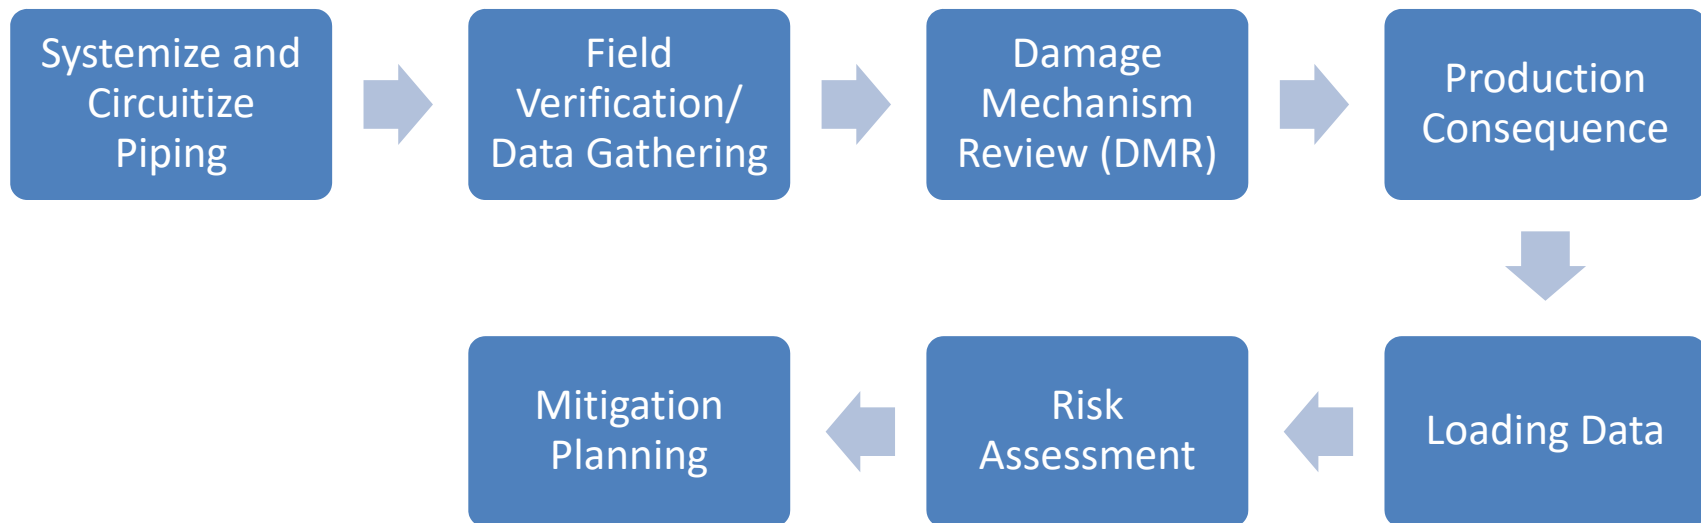 Systemize and
Circuitize
Piping
Field
Verification/
Data Gathering
Damage
Mechanism
Review (DMR)
Production
Consequence
Loading Data
Risk
Assessment
Mitigation
Planning